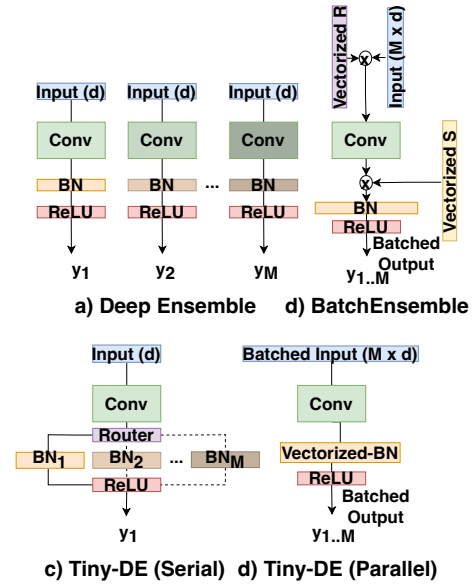 Input (d)
Conv
BN
ReLU
y1
Input (d)
Conv
BN
ReLU
y2
...
Input (d)
Conv
BN
ReLU
yM
a) Deep Ensemble
Vectorized R
x
Input (M x d)
Conv
x
Vectorized S
BN
ReLU
Batched
Output
y1..M
d) BatchEnsemble
Input (d)
Conv
Router
BN1
BN2
...
BNM
ReLU
y1
c) Tiny-DE (Serial)
Batched Input (M x d)
Conv
Vectorized-BN
ReLU
Batched
Output
y1..M
d) Tiny-DE (Parallel)